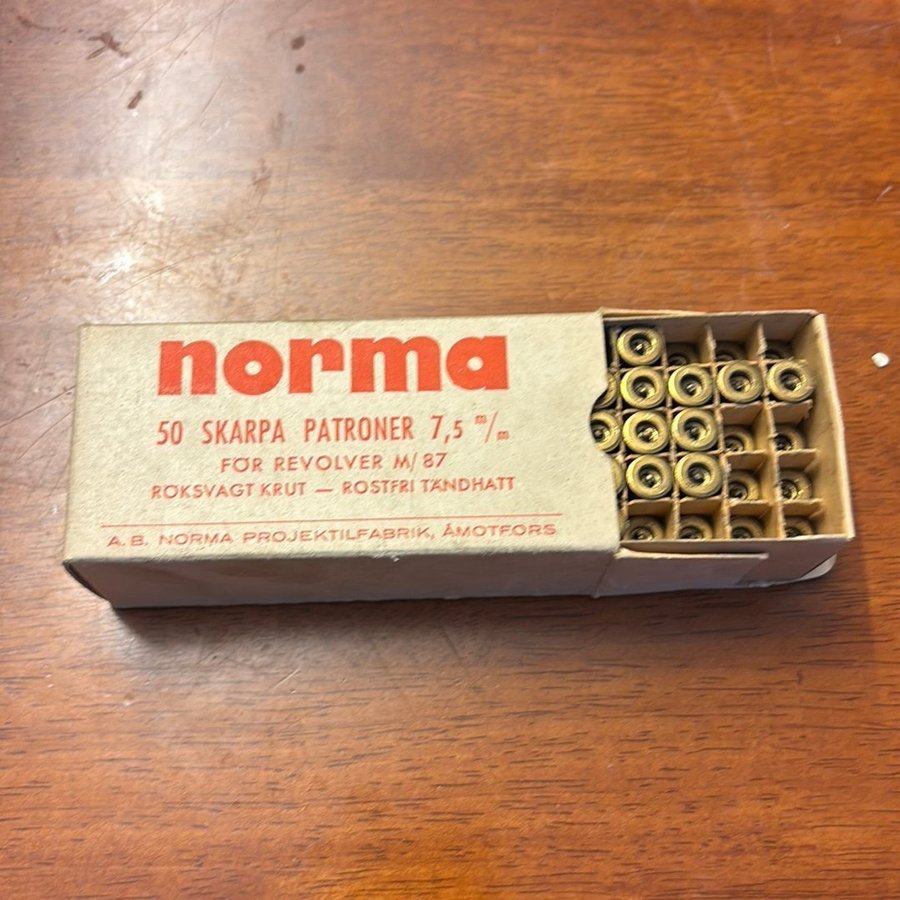 norma
50 SKARPA PATRONER 7,5 m/m
FÖR REVOLVER M/87
RÖKSVAGT KRUT — ROSTFRI TÄNDHATT
A.B. NORMA PROJEKTILFABRIK, ÅMOTFORS